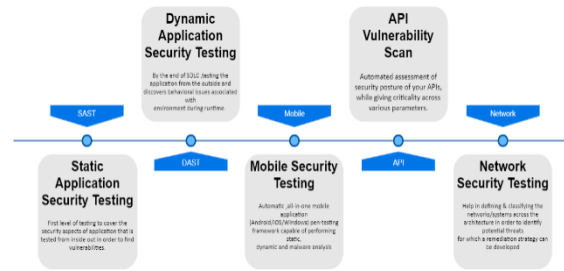 Dynamic
Application
Security Testing
By the end of SDLC ,testing the
application from the outside and
discovers behavioral issues associated
with
environment during runtime.
API
Vulnerability
Scan
Automated assessment of
security posture of your APIs,
while giving criticality across
various parameters.
SAST
Mobile
Network
DAST
API
Static
Application
Security Testing
First level of testing to cover the
security aspects of application that is
tested from inside out in order to find
vulnerabilities.
Mobile Security
Testing
Automatic ,all-in-one mobile
application
(Android/iOS/Windows) pen-testing
framework capable of performing
static,
dynamic and malware analysis
Network
Security Testing
Help in defining & classifying the
networks/systems across the
architecture in order to identify
potential threats
for which a remediation strategy can
be developed